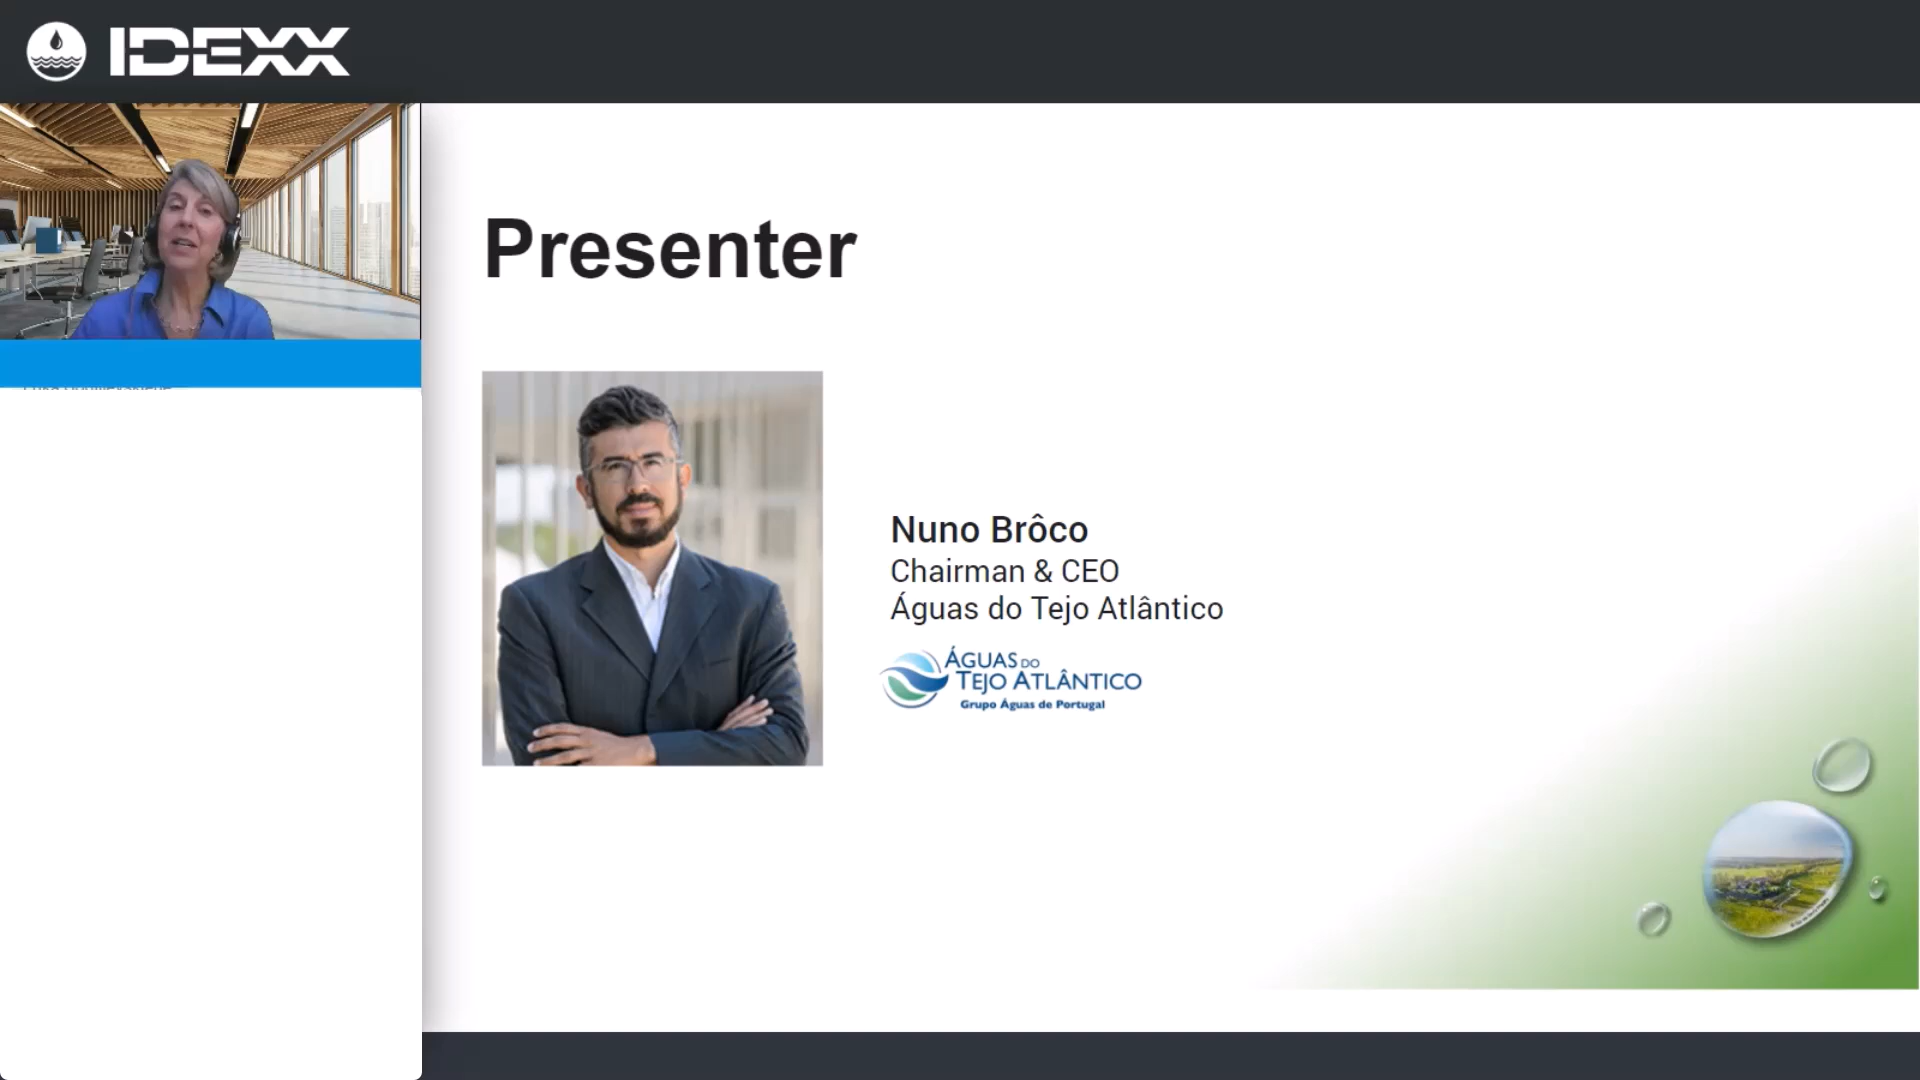 IDEXX
Presenter
Nuno Brôco
Chairman & CEO
Águas do Tejo Atlântico
ÁGUAS DO
TEJO ATLÂNTICO
Grupo Águas de Portugal